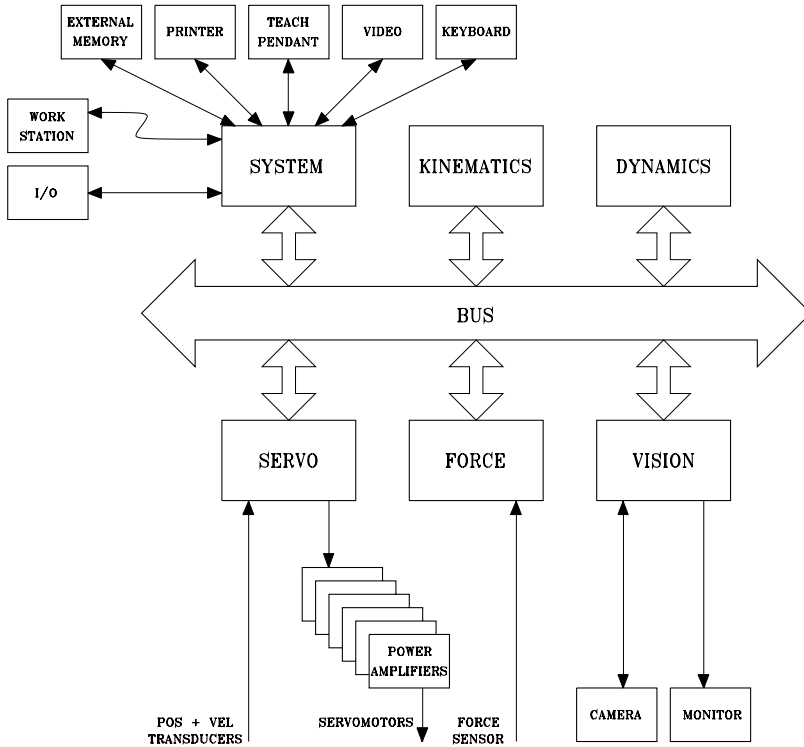 EXTERNAL
MEMORY
PRINTER
TEACH
PENDANT
VIDEO
KEYBOARD
WORK
STATION
I/O
SYSTEM
KINEMATICS
DYNAMICS
BUS
SERVO
FORCE
VISION
POWER
AMPLIFIERS
POS + VEL
TRANSDUCERS
SERVOMOTORS
FORCE
SENSOR
CAMERA
MONITOR